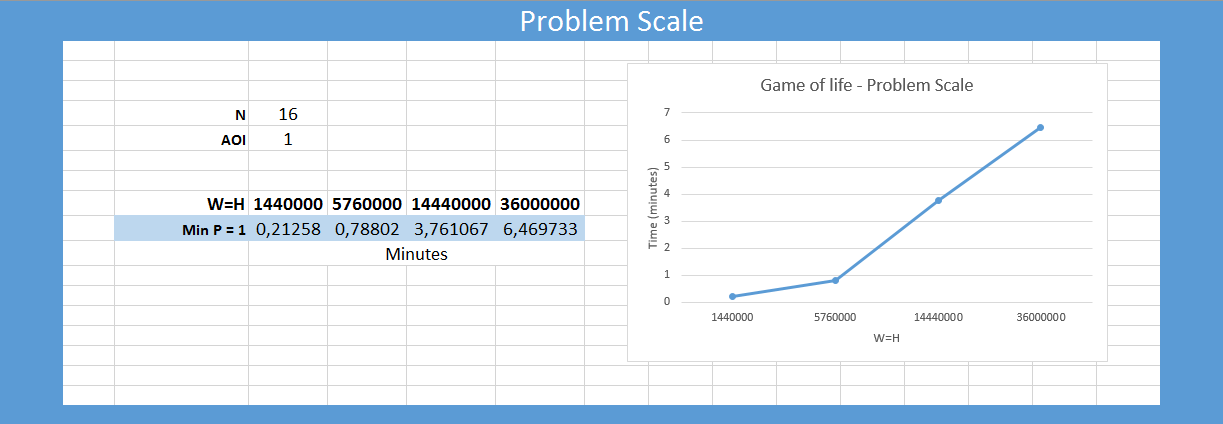 Problem Scale
N 16
AOI 1
W=H 1440000 5760000 14440000 36000000
Min P = 1 0,21258 0,78802 3,761067 6,469733
Minutes
Game of life - Problem Scale
7
6
5
4
3
2
1
0
Time (minutes)
1440000 5760000 14440000 36000000
W=H